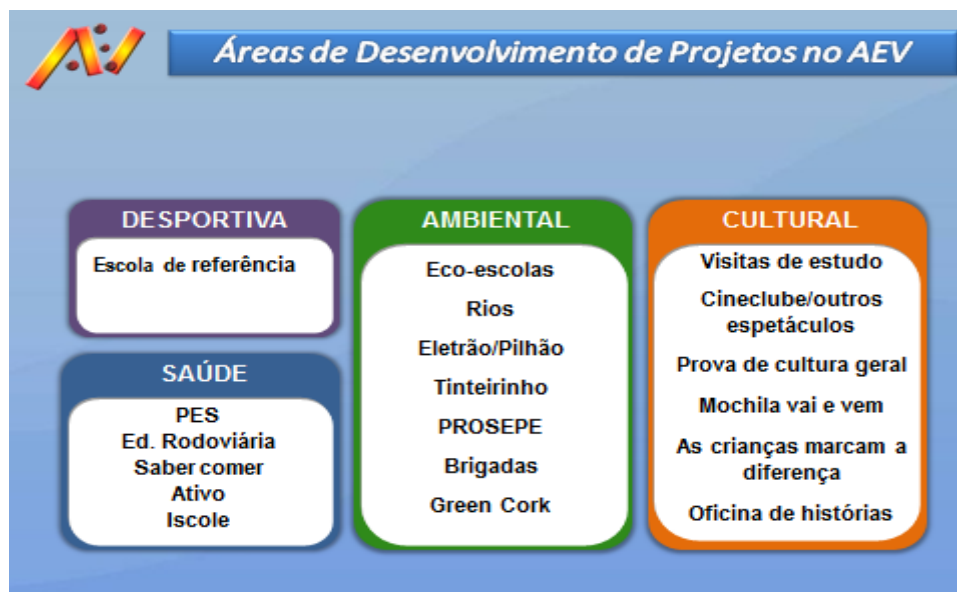 AEV
Áreas de Desenvolvimento de Projetos no AEV
DESPORTIVA
Escola de referência
SAÚDE
PES
Ed. Rodoviária
Saber comer
Ativo
Iscole
AMBIENTAL
Eco-escolas
Rios
Eletrão/Pilhão
Tinteirinho
PROSEPE
Brigadas
Green Cork
CULTURAL
Visitas de estudo
Cineclube/outros
espetáculos
Prova de cultura geral
Mochila vai e vem
As crianças marcam a
diferença
Oficina de histórias